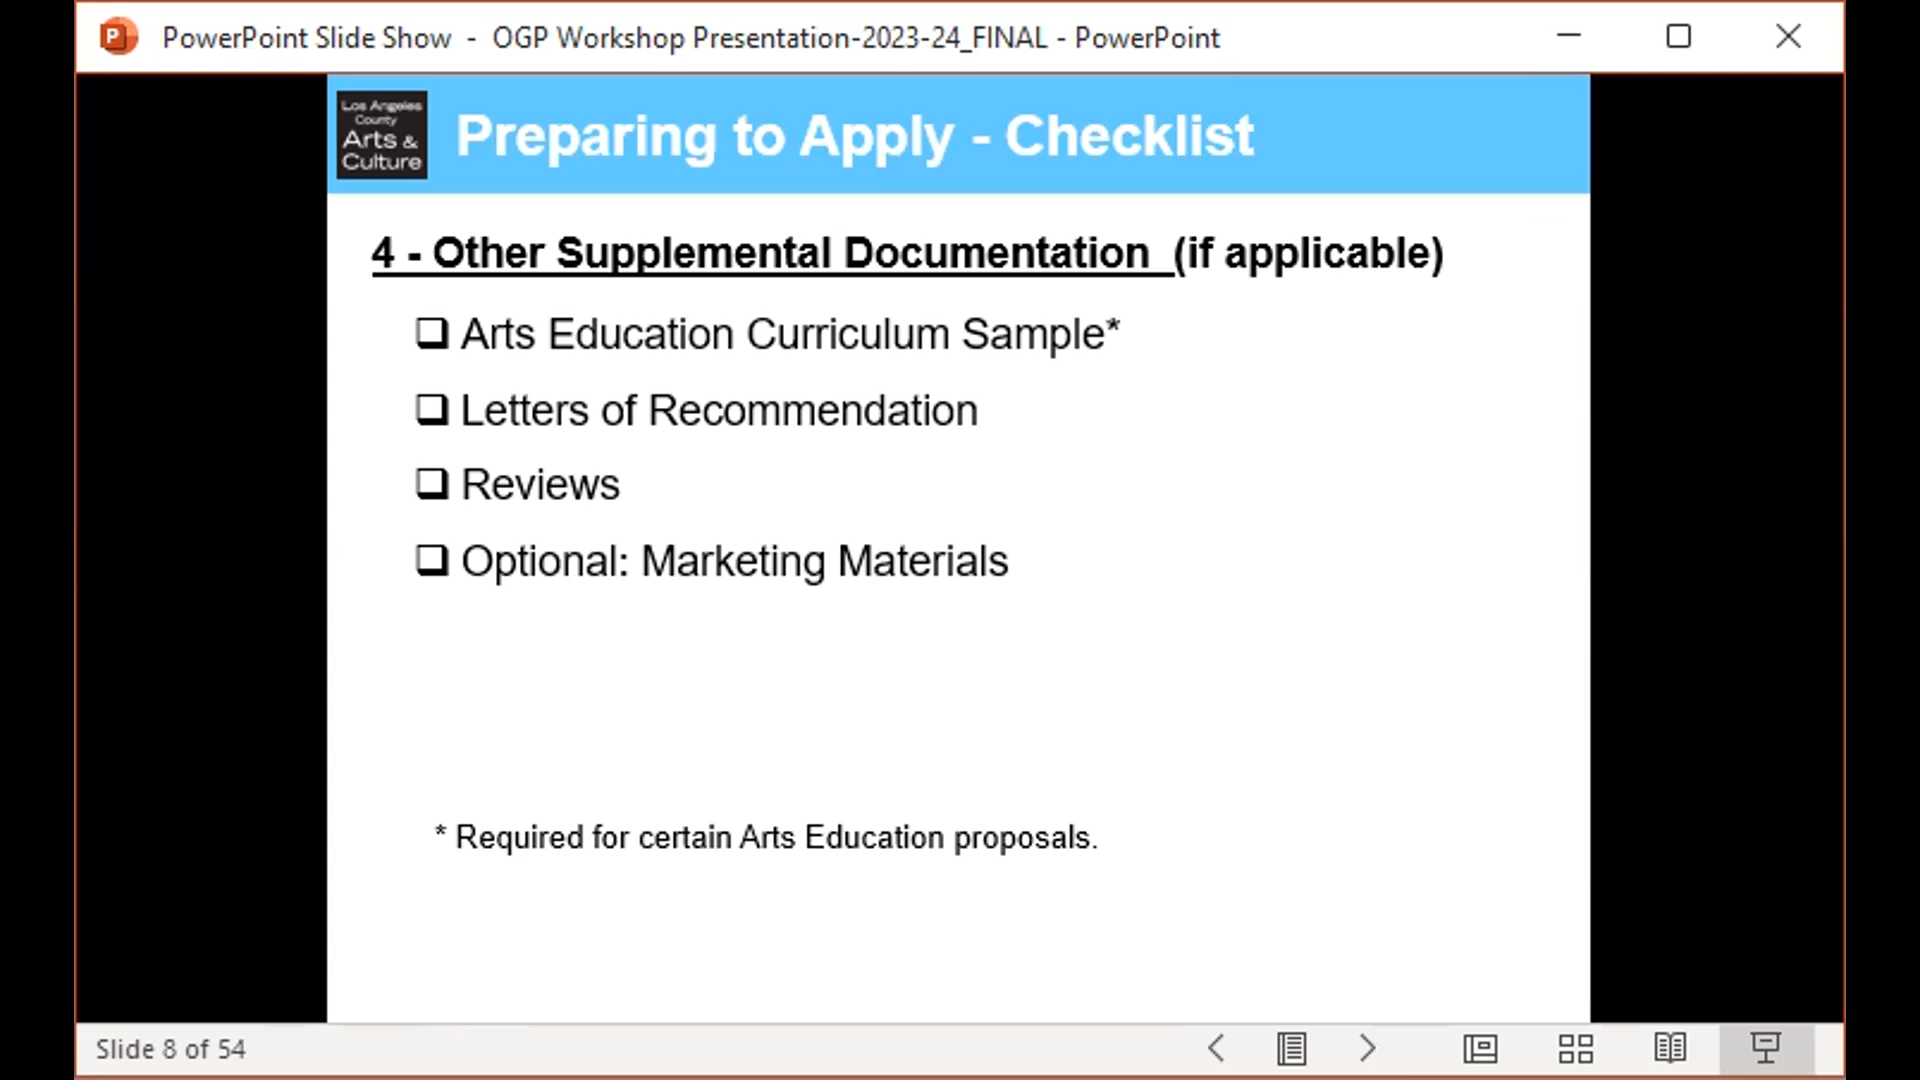 PowerPoint Slide Show - OGP Workshop Presentation-2023-24_FINAL - PowerPoint
Los Angeles
County
Arts &
Culture
Preparing to Apply - Checklist
4 - Other Supplemental Documentation (if applicable)
Arts Education Curriculum Sample*
Letters of Recommendation
Reviews
Optional: Marketing Materials
* Required for certain Arts Education proposals.
Slide 8 of 54